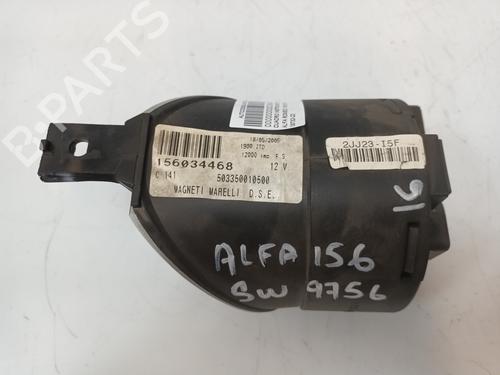 18/05/2005
1900 JTD
12000 imp F.S
156034468
12 V
C 141
503350010500
MAGNETI MARELLI D.S.E.
2JJ23-I5F
16
ALFA 156
SW 9756
B-PARTS